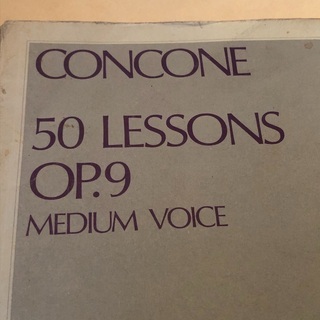 CONCONE
50 LESSONS
OP.9
MEDIUM VOICE